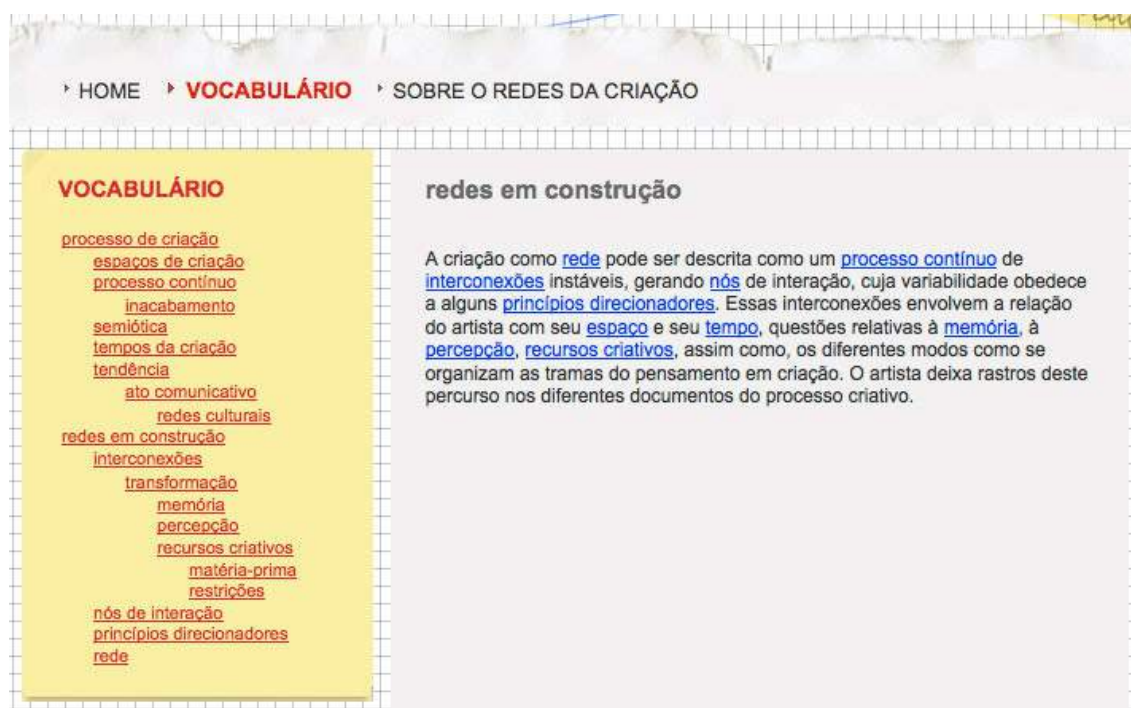 HOME VOCABULÁRIO SOBRE O REDES DA CRIAÇÃO
VOCABULÁRIO
processo de criação
espaços de criação
processo contínuo
inacabamento
semiótica
tempos da criação
tendência
ato comunicativo
redes culturais
redes em construção
interconexões
transformação
memória
percepção
recursos criativos
matéria-prima
restrições
nós de interação
princípios direcionadores
rede
redes em construção
A criação como rede pode ser descrita como um processo contínuo de
interconexões instáveis, gerando nós de interação, cuja variabilidade obedece
a alguns princípios direcionadores. Essas interconexões envolvem a relação
do artista com seu espaço e seu tempo, questões relativas à memória, à
percepção, recursos criativos, assim como, os diferentes modos como se
organizam as tramas do pensamento em criação. O artista deixa rastros deste
percurso nos diferentes documentos do processo criativo.